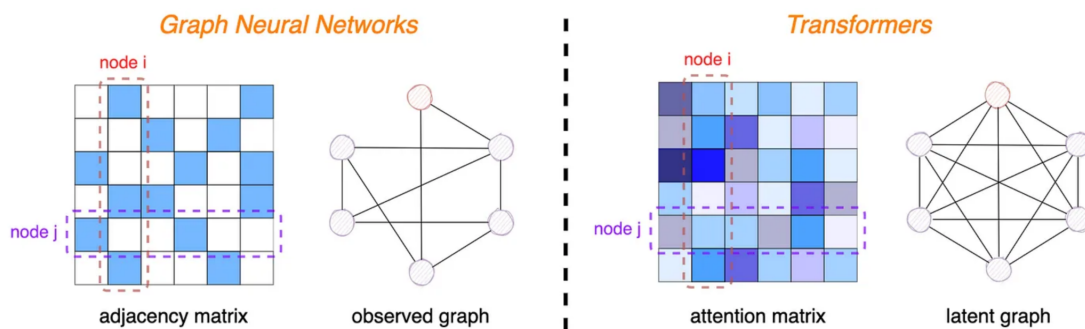 Graph Neural Networks
node i
node j
adjacency matrix
observed graph
Transformers
node i
node j
attention matrix
latent graph